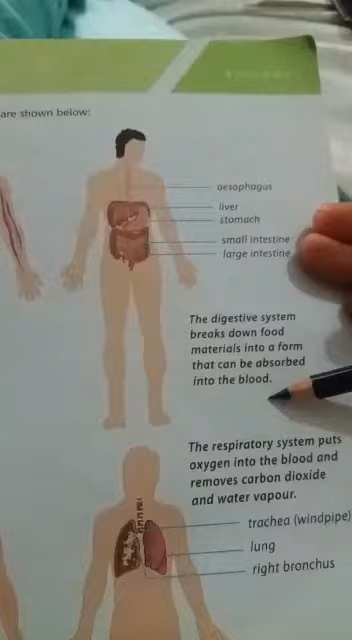 are shown below:
oesophagus
liver
stomach
small intestine
large intestine
The digestive system
breaks down food
materials into a form
that can be absorbed
into the blood.
The respiratory system puts
oxygen into the blood and
removes carbon dioxide
and water vapour.
trachea (windpipe)
lung
right bronchus